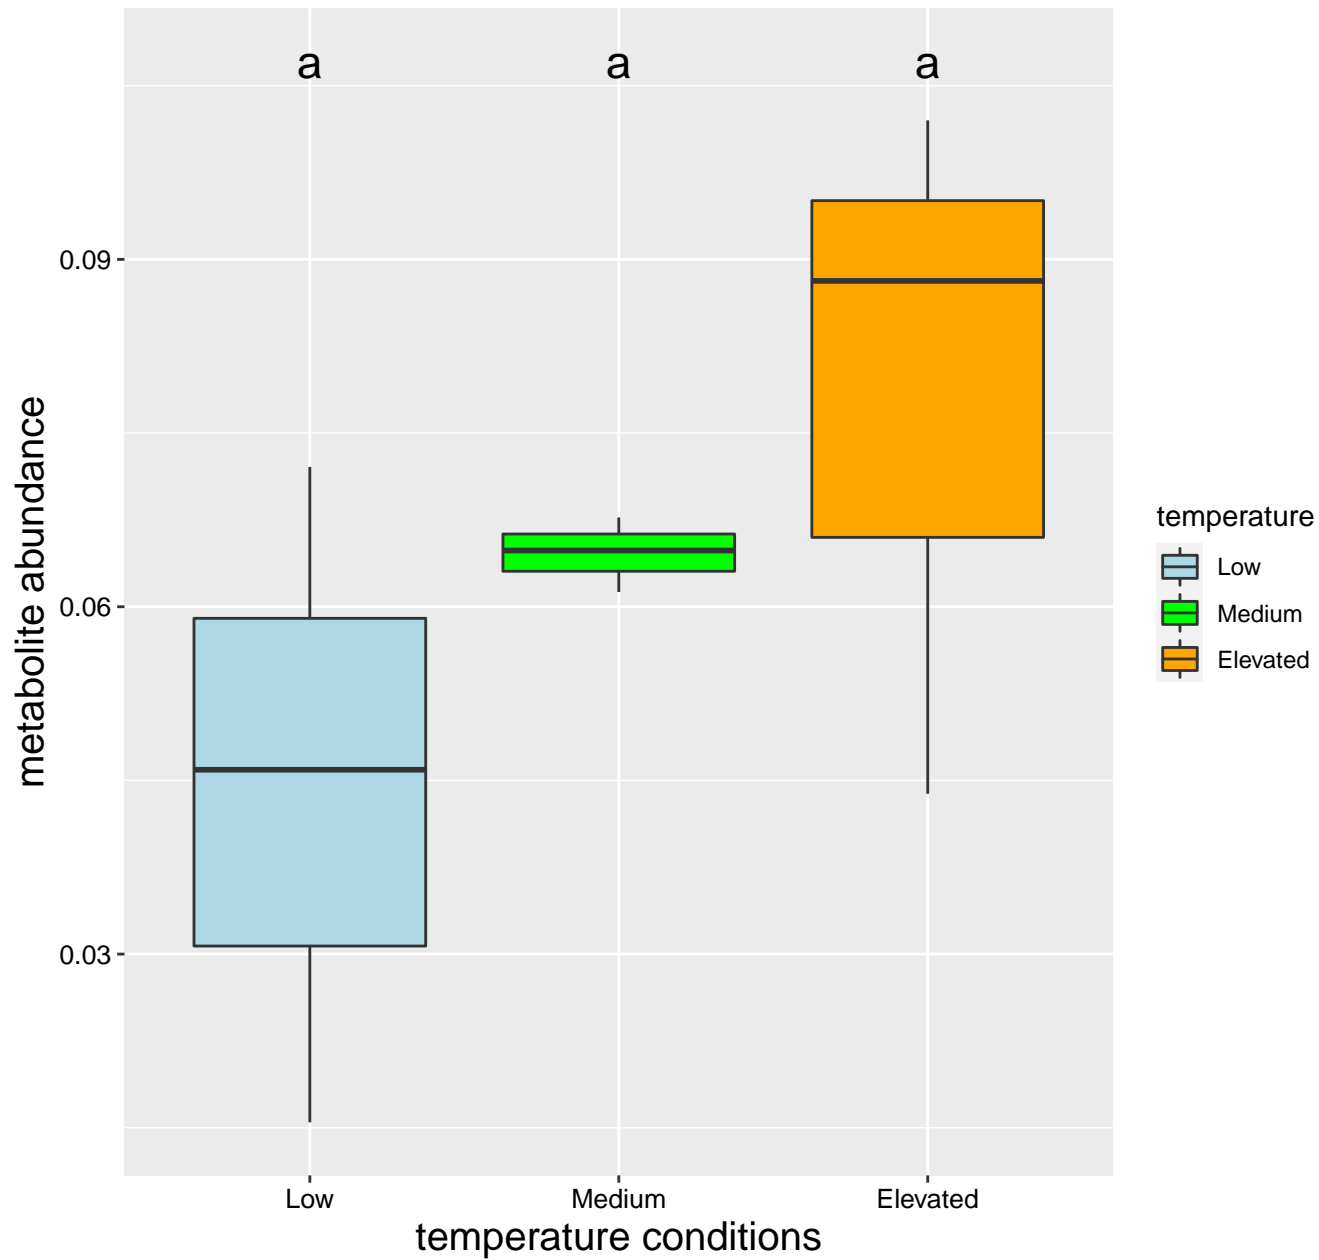 a a a
0.09
0.06
0.03
metabolite abundance
Low Medium Elevated
temperature conditions
temperature
Low
Medium
Elevated